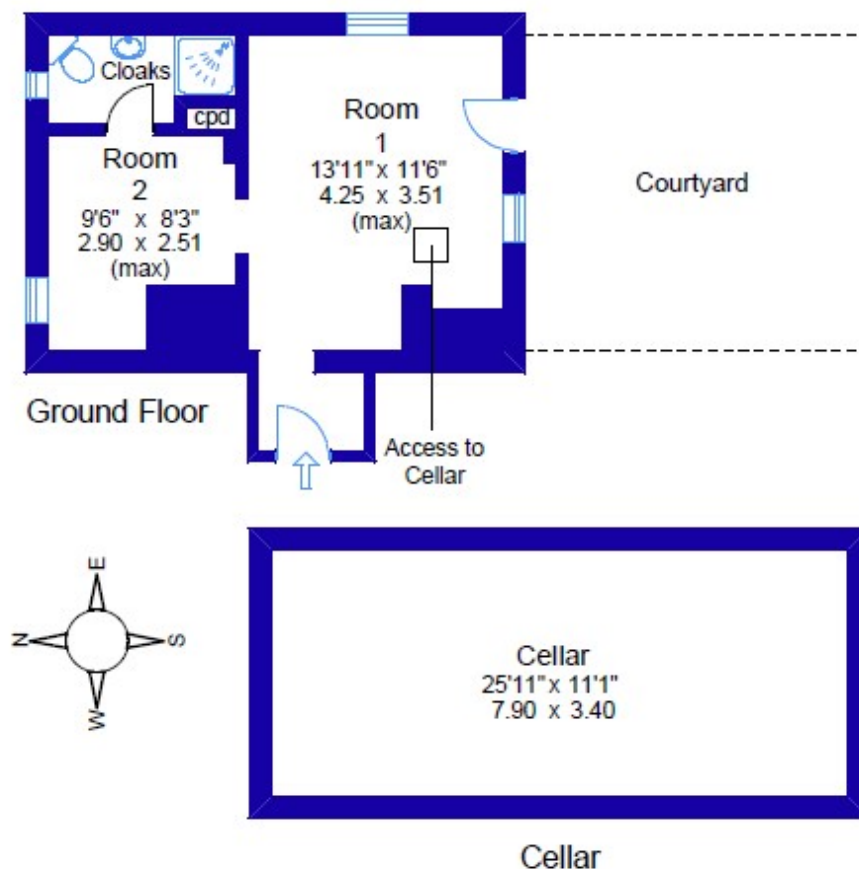 Cloaks
cpd
Room
1
13'11" x 11'6"
4.25 x 3.51
(max)
Room
2
9'6" x 8'3"
2.90 x 2.51
(max)
Courtyard
Ground Floor
Access to
Cellar
E
N
S
W
Cellar
25'11" x 11'1"
7.90 x 3.40
Cellar